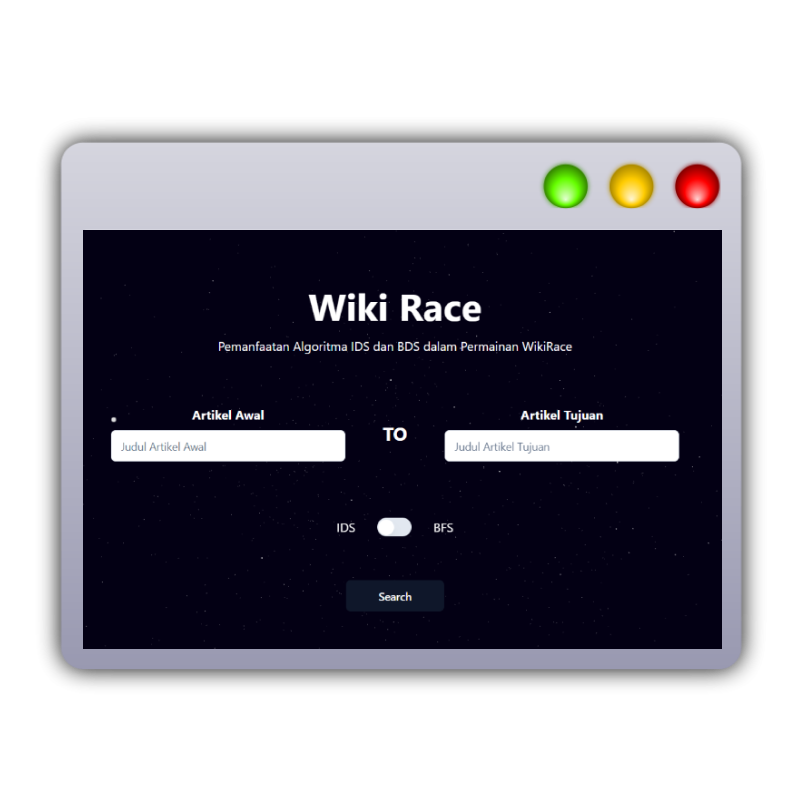 Wiki Race
Pemanfaatan Algoritma IDS dan BDS dalam Permainan WikiRace
Artikel Awal
Judul Artikel Awal
TO
Artikel Tujuan
Judul Artikel Tujuan
IDS BFS
Search